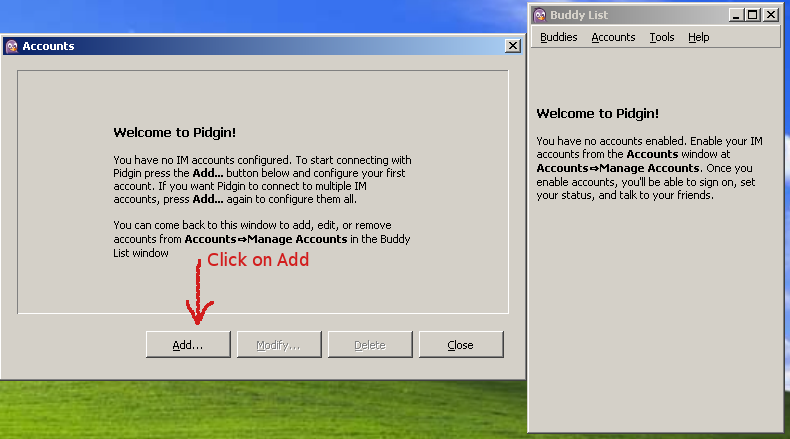 Accounts
Welcome to Pidgin!
You have no IM accounts configured. To start connecting with
Pidgin press the Add... button below and configure your first
account. If you want Pidgin to connect to multiple IM
accounts, press Add... again to configure them all.
You can come back to this window to add, edit, or remove
accounts from Accounts⇒Manage Accounts in the Buddy
List window
Click on Add
Add...
Modify...
Delete
Close
Buddy List
Buddies Accounts Tools Help
Welcome to Pidgin!
You have no accounts enabled. Enable your IM
accounts from the Accounts window at
Accounts⇒Manage Accounts. Once you
enable accounts, you'll be able to sign on, set
your status, and talk to your friends.